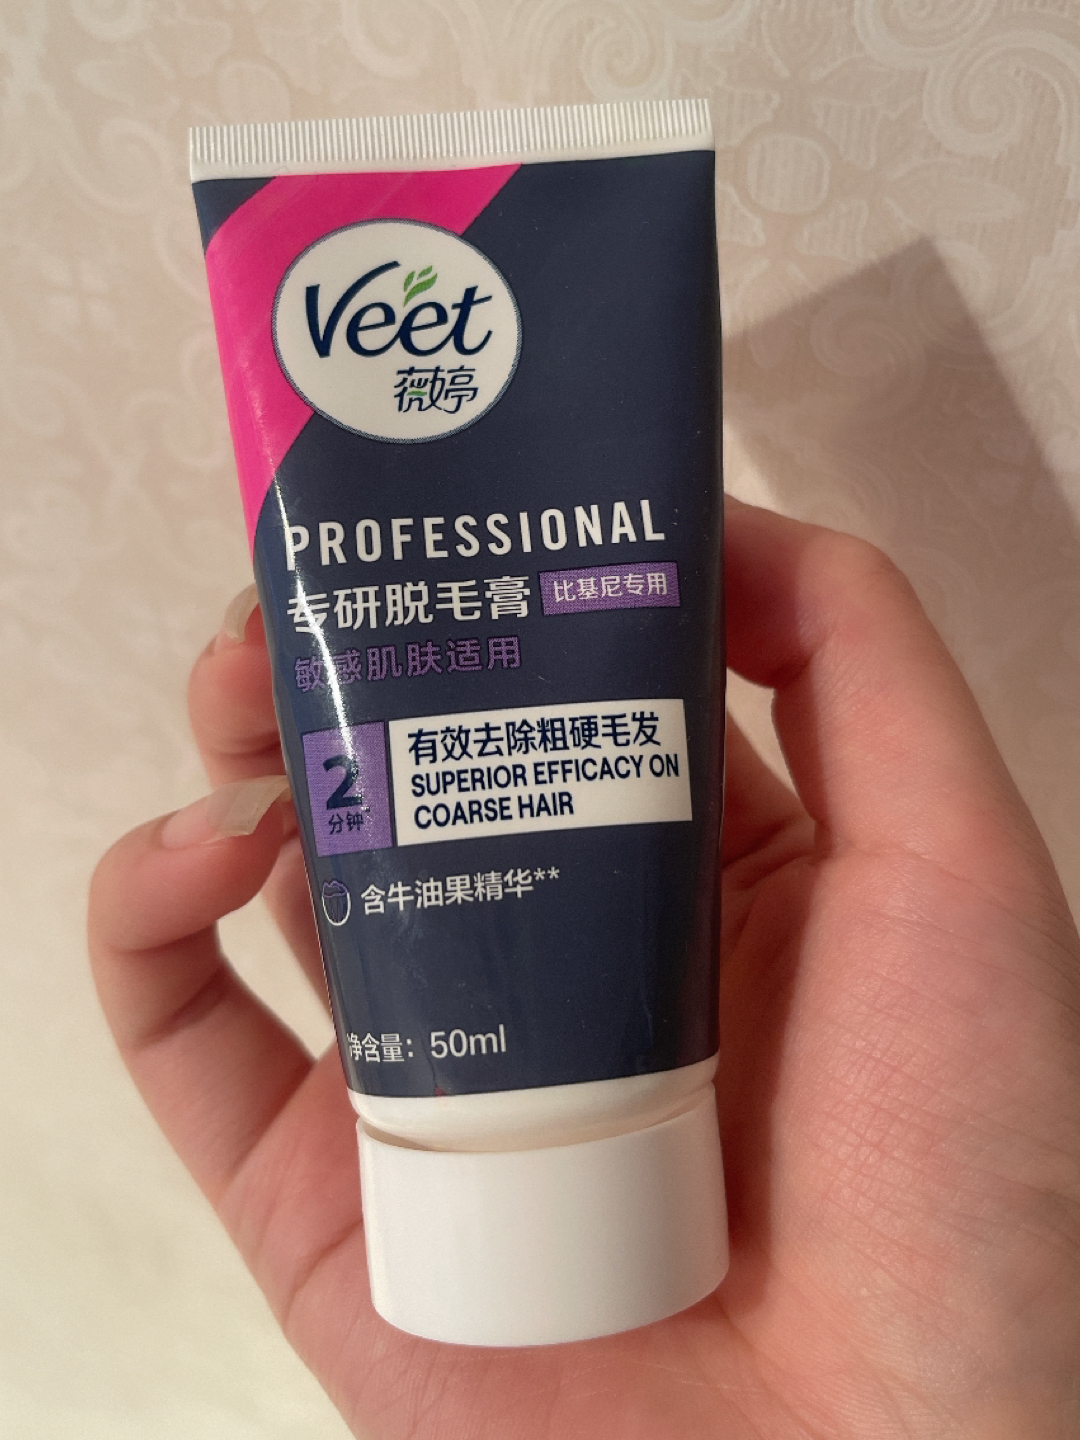 Veet
薇婷
PROFESSIONAL
专研脱毛膏 比基尼专用
敏感肌肤适用
2
分钟*
有效去除粗硬毛发
SUPERIOR EFFICACY ON
COARSE HAIR
含牛油果精华**
净含量：50ml